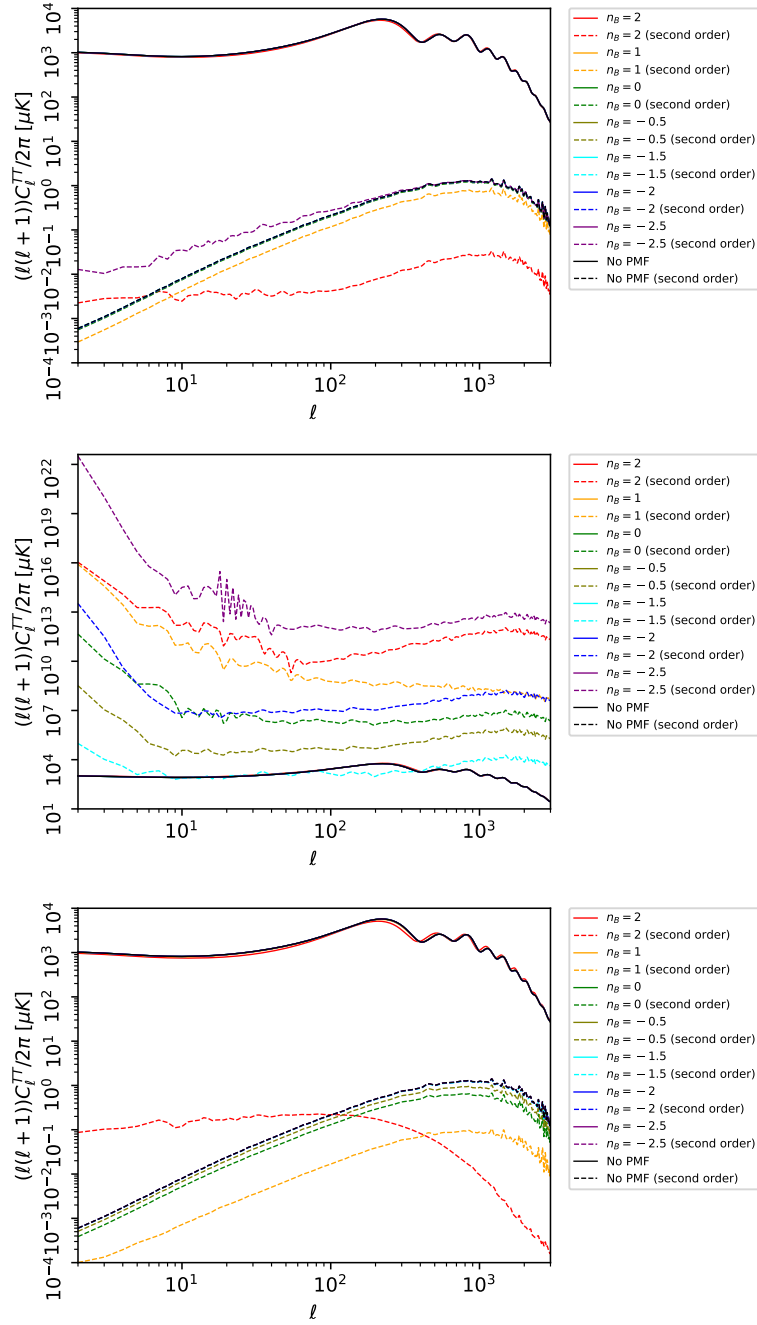 10^4
10^3
10^2
10^1
10^0
10^-1
10^-2
10^-3
10^-4
(ℓ(ℓ + 1))C_ℓ^{TT}/2π [μK]
10^1
10^2
10^3
ℓ
n_B = 2
n_B = 2 (second order)
n_B = 1
n_B = 1 (second order)
n_B = 0
n_B = 0 (second order)
n_B = −0.5
n_B = −0.5 (second order)
n_B = −1.5
n_B = −1.5 (second order)
n_B = −2
n_B = −2 (second order)
n_B = −2.5
n_B = −2.5 (second order)
No PMF
No PMF (second order)
10^22
10^19
10^16
10^13
10^10
10^7
10^4
10^1
(ℓ(ℓ + 1))C_ℓ^{TT}/2π [μK]
10^1
10^2
10^3
ℓ
n_B = 2
n_B = 2 (second order)
n_B = 1
n_B = 1 (second order)
n_B = 0
n_B = 0 (second order)
n_B = −0.5
n_B = −0.5 (second order)
n_B = −1.5
n_B = −1.5 (second order)
n_B = −2
n_B = −2 (second order)
n_B = −2.5
n_B = −2.5 (second order)
No PMF
No PMF (second order)
10^4
10^3
10^2
10^1
10^0
10^-1
10^-2
10^-3
10^-4
(ℓ(ℓ + 1))C_ℓ^{TT}/2π [μK]
10^1
10^2
10^3
ℓ
n_B = 2
n_B = 2 (second order)
n_B = 1
n_B = 1 (second order)
n_B = 0
n_B = 0 (second order)
n_B = −0.5
n_B = −0.5 (second order)
n_B = −1.5
n_B = −1.5 (second order)
n_B = −2
n_B = −2 (second order)
n_B = −2.5
n_B = −2.5 (second order)
No PMF
No PMF (second order)